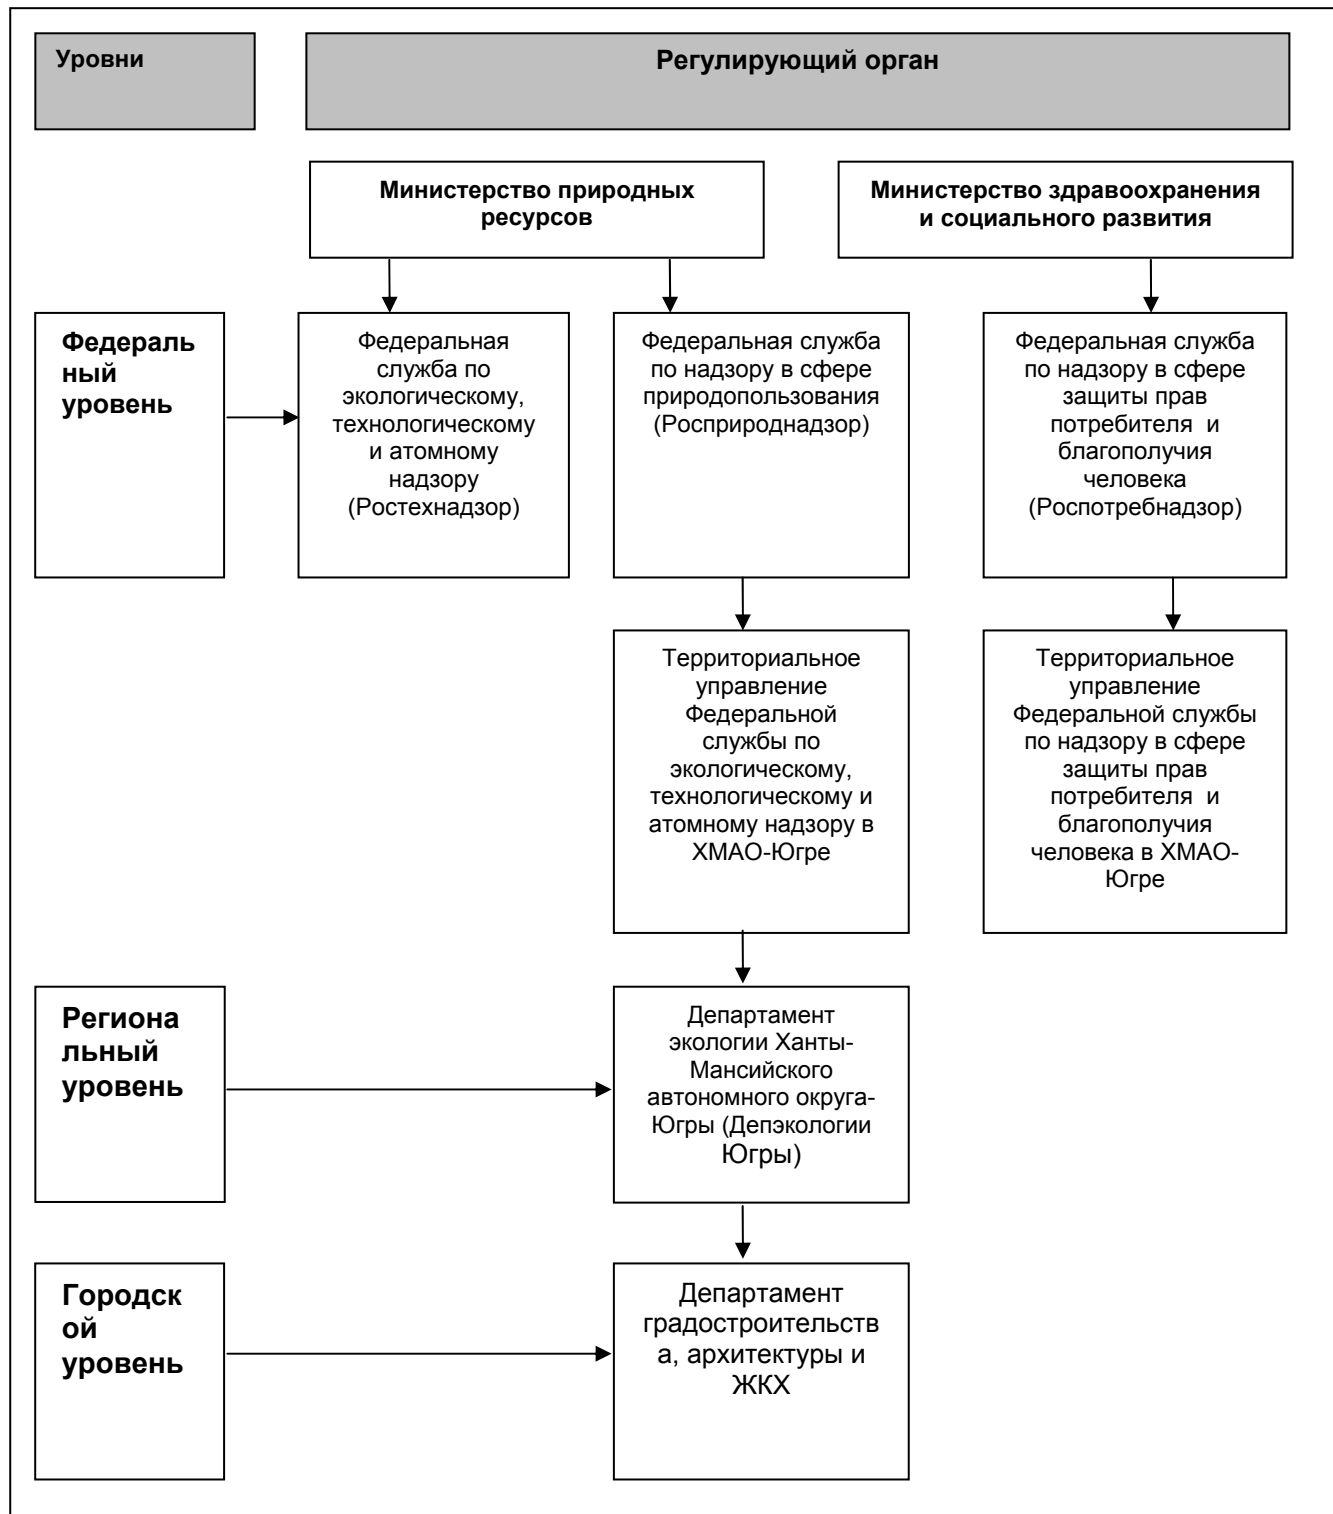 Уровни
Регулирующий орган
Министерство природных
ресурсов
Министерство здравоохранения
и социального развития
Федераль
ный
уровень
Федеральная
служба по
экологическому,
технологическому
и атомному
надзору
(Ростехнадзор)
Федеральная служба
по надзору в сфере
природопользования
(Росприроднадзор)
Федеральная служба
по надзору в сфере
защиты прав
потребителя и
благополучия
человека
(Роспотребнадзор)
Территориальное
управление
Федеральной
службы по
экологическому,
технологическому и
атомному надзору в
ХМАО-Югре
Территориальное
управление
Федеральной службы
по надзору в сфере
защиты прав
потребителя и
благополучия
человека в ХМАО-
Югре
Региона
льный
уровень
Департамент
экологии Ханты-
Мансийского
автономного округа-
Югры (Депэкологии
Югры)
Городск
ой
уровень
Департамент
градостроительств
а, архитектуры и
ЖКХ